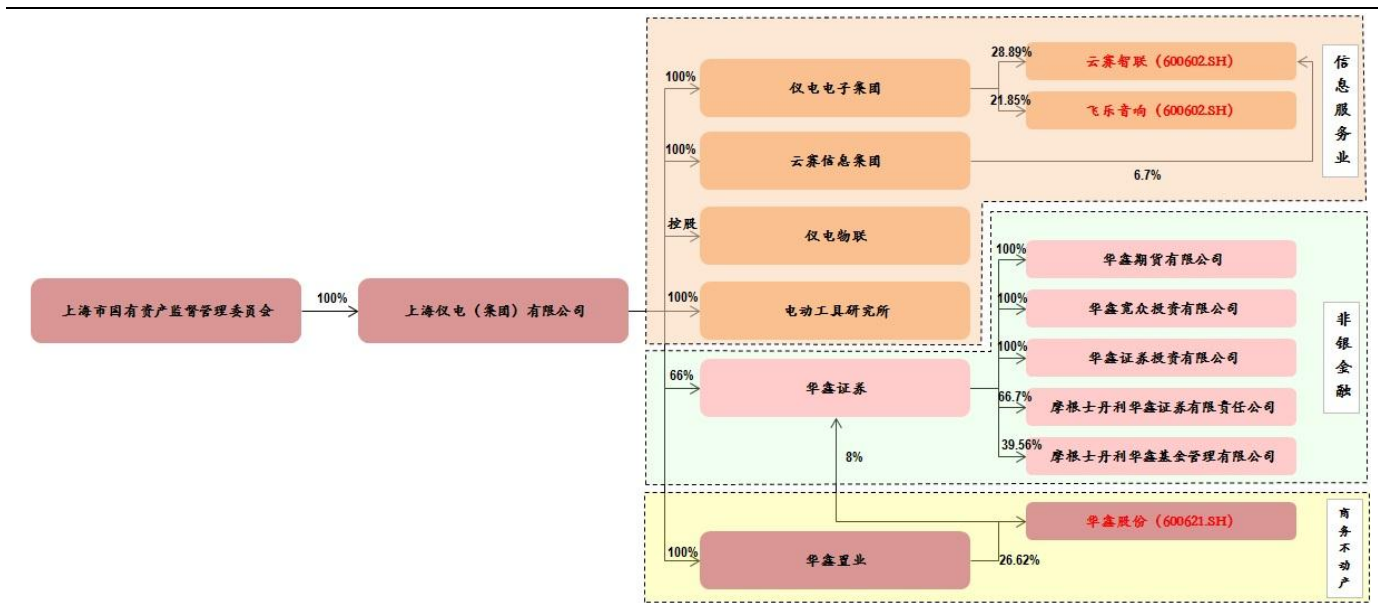 上海市国有资产监督管理委员会
100%
上海仪电（集团）有限公司
100%
仪电电子集团
28.89%
云赛智联（600602.SH）
21.85%
飞乐音响（600602.SH）
100%
云赛信息集团
6.7%
控股
仪电物联
100%
电动工具研究所
信息服务业
66%
华鑫证券
100%
华鑫期货有限公司
100%
华鑫宽众投资有限公司
100%
华鑫证券投资有限公司
66.7%
摩根士丹利华鑫证券有限责任公司
39.56%
摩根士丹利华鑫基金管理有限公司
非银金融
8%
100%
华鑫置业
26.62%
华鑫股份（600621.SH）
商务不动产